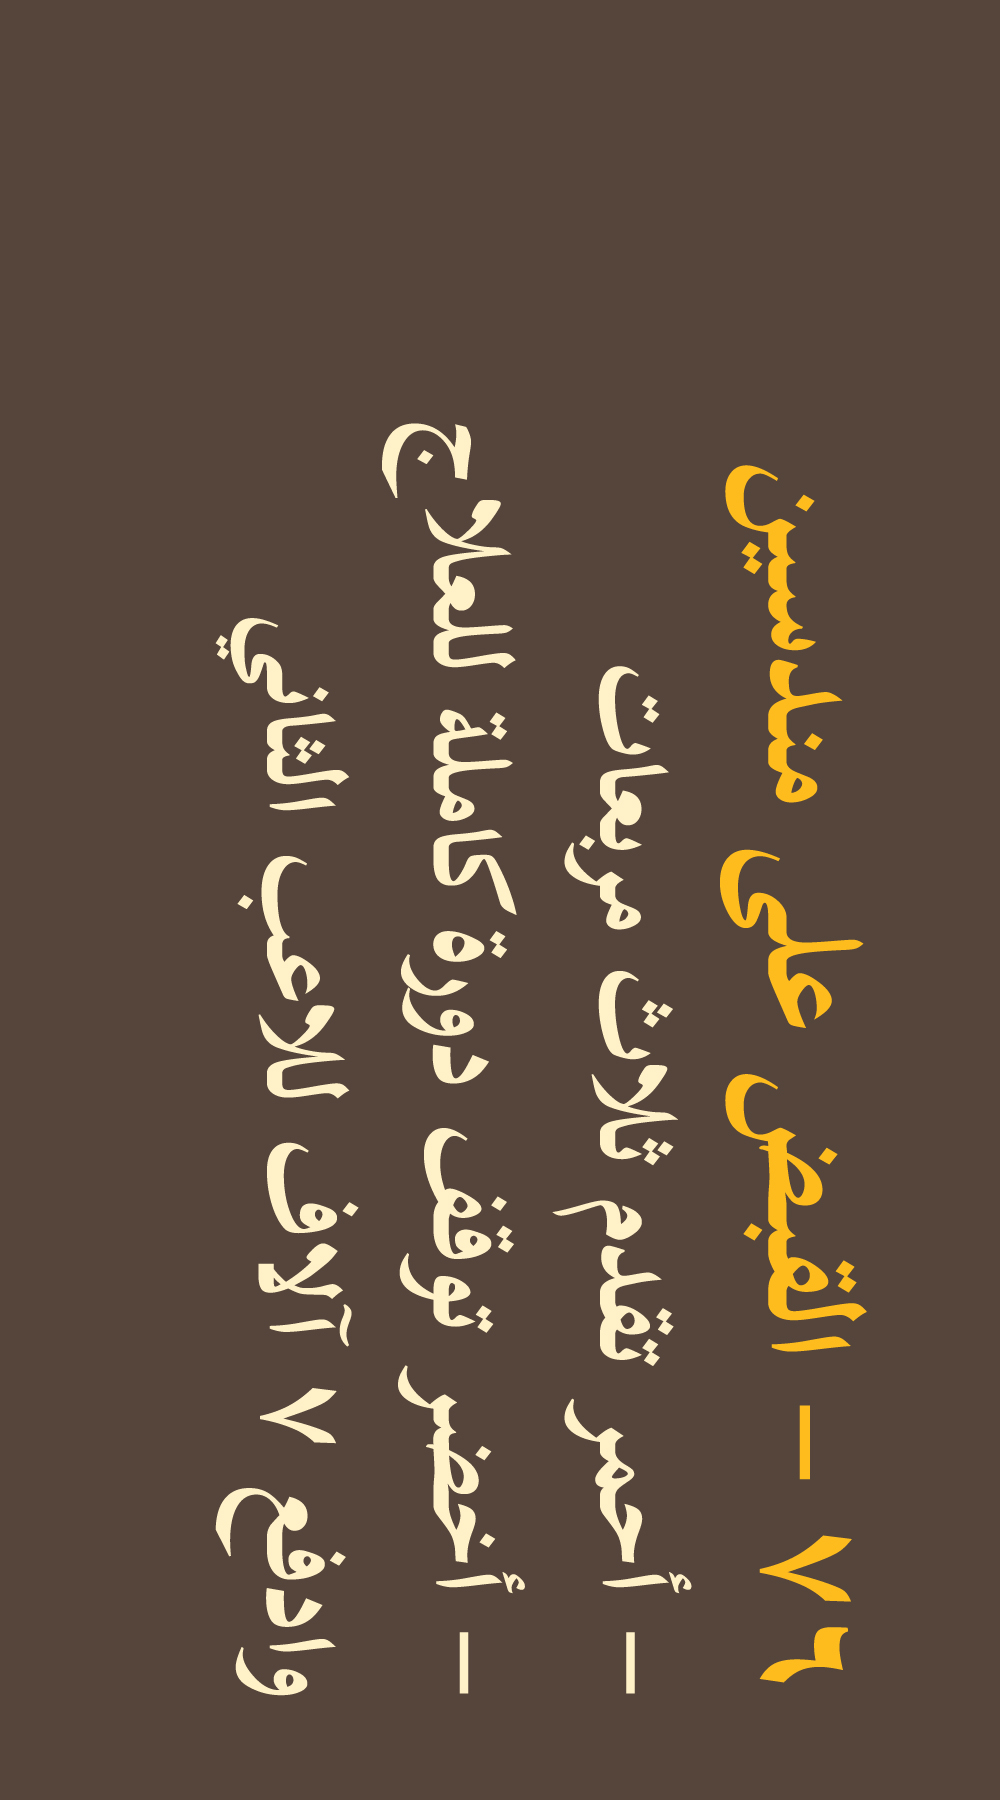 ٧٦ – القبض على مندسين
– أحمر تقدم ثلاث مربعات
– أخضر توقف دورة كاملة للعلاج
وادفع ٧ آلاف للاعب الثاني